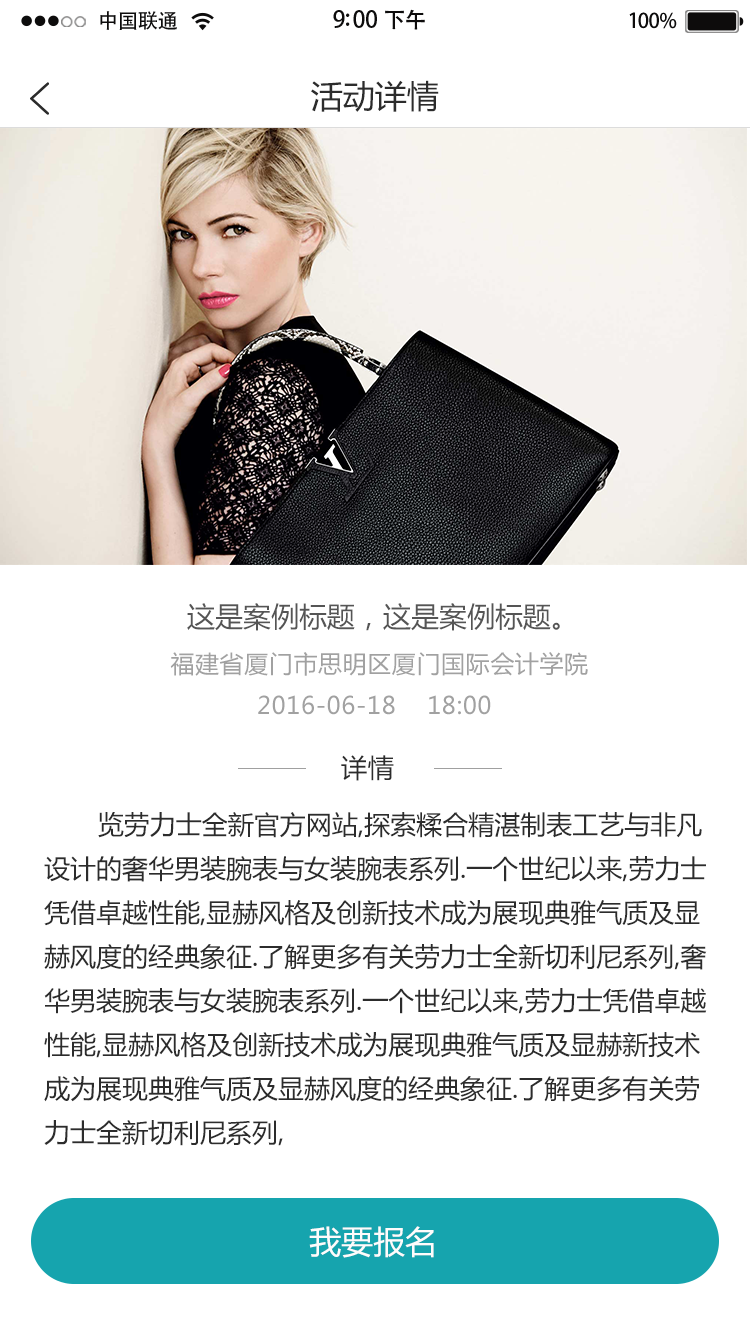 中国联通
9:00 下午
100%
活动详情
这是案例标题，这是案例标题。
福建省厦门市思明区厦门国际会计学院
2016-06-18 18:00
详情
览劳力士全新官方网站,探索糅合精湛制表工艺与非凡
设计的奢华男装腕表与女装腕表系列.一个世纪以来,劳力士
凭借卓越性能,显赫风格及创新技术成为展现典雅气质及显
赫风度的经典象征.了解更多有关劳力士全新切利尼系列,奢
华男装腕表与女装腕表系列.一个世纪以来,劳力士凭借卓越
性能,显赫风格及创新技术成为展现典雅气质及显赫新技术
成为展现典雅气质及显赫风度的经典象征.了解更多有关劳
力士全新切利尼系列,
我要报名